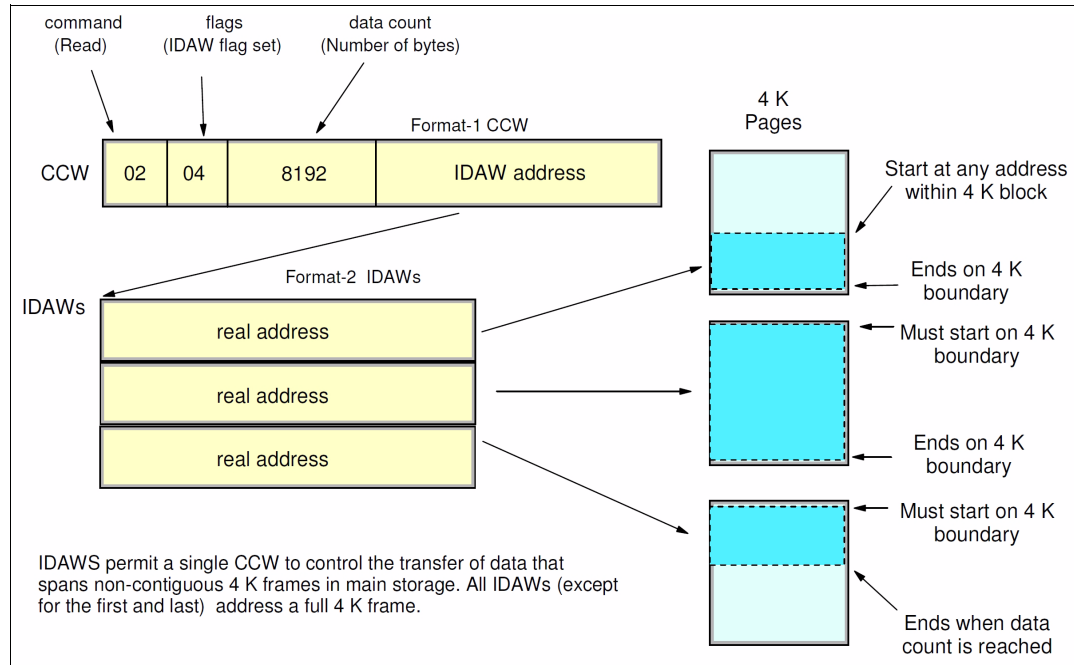 command
(Read)
flags
(IDAW flag set)
data count
(Number of bytes)
Format-1 CCW
CCW
02
04
8192
IDAW address
4 K
Pages
Start at any address
within 4 K block
Ends on 4 K
boundary
Format-2 IDAWs
IDAWs
real address
real address
real address
Must start on 4 K
boundary
Ends on 4 K
boundary
Must start on 4 K
boundary
Ends when data
count is reached
IDAWS permit a single CCW to control the transfer of data that
spans non-contiguous 4 K frames in main storage. All IDAWs (except
for the first and last) address a full 4 K frame.